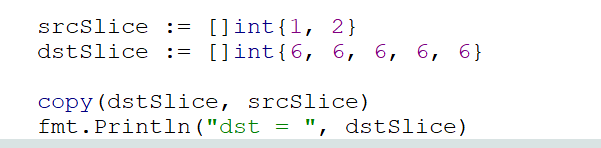 srcSlice := []int{1, 2}
dstSlice := []int{6, 6, 6, 6, 6}
copy(dstSlice, srcSlice)
fmt.Println("dst = ", dstSlice)